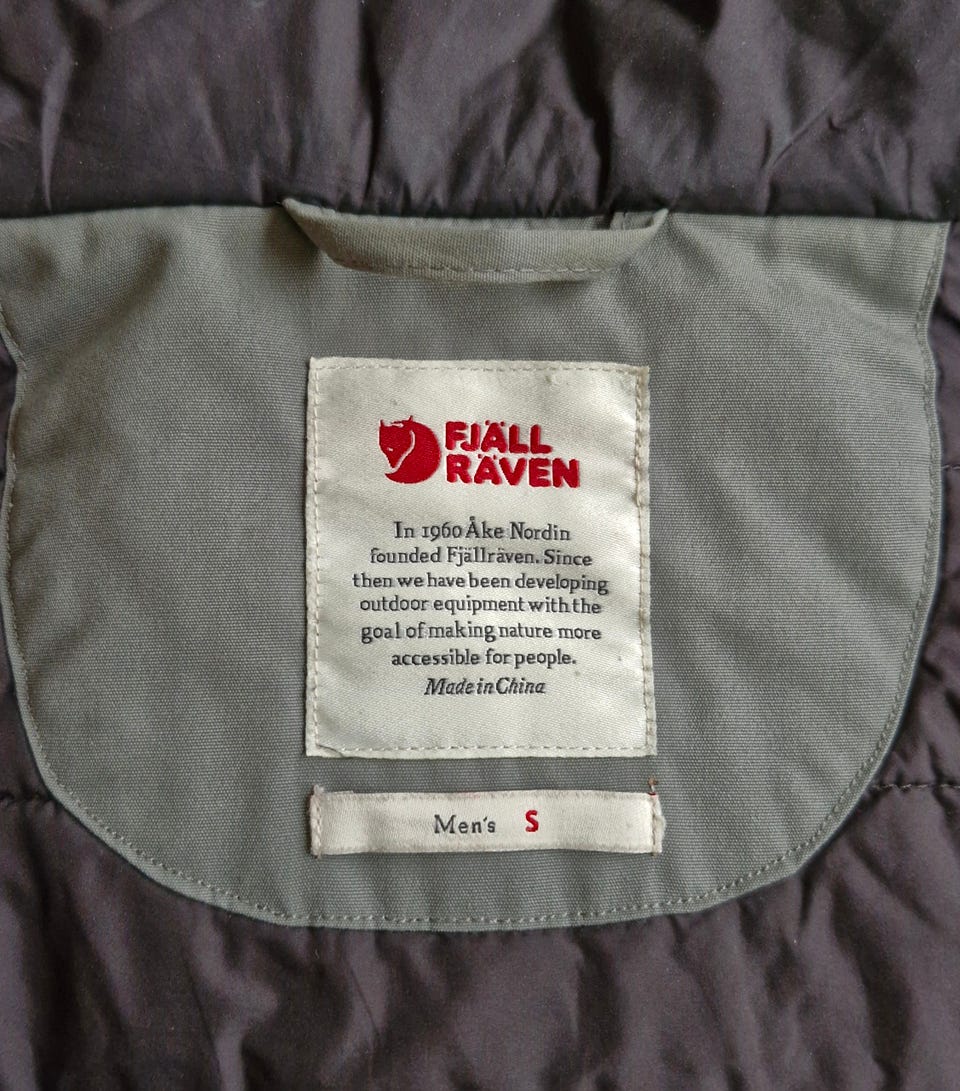 FJÄLL
RÄVEN
In 1960 Åke Nordin
founded Fjällräven. Since
then we have been developing
outdoor equipment with the
goal of making nature more
accessible for people.
Made in China
Men's S